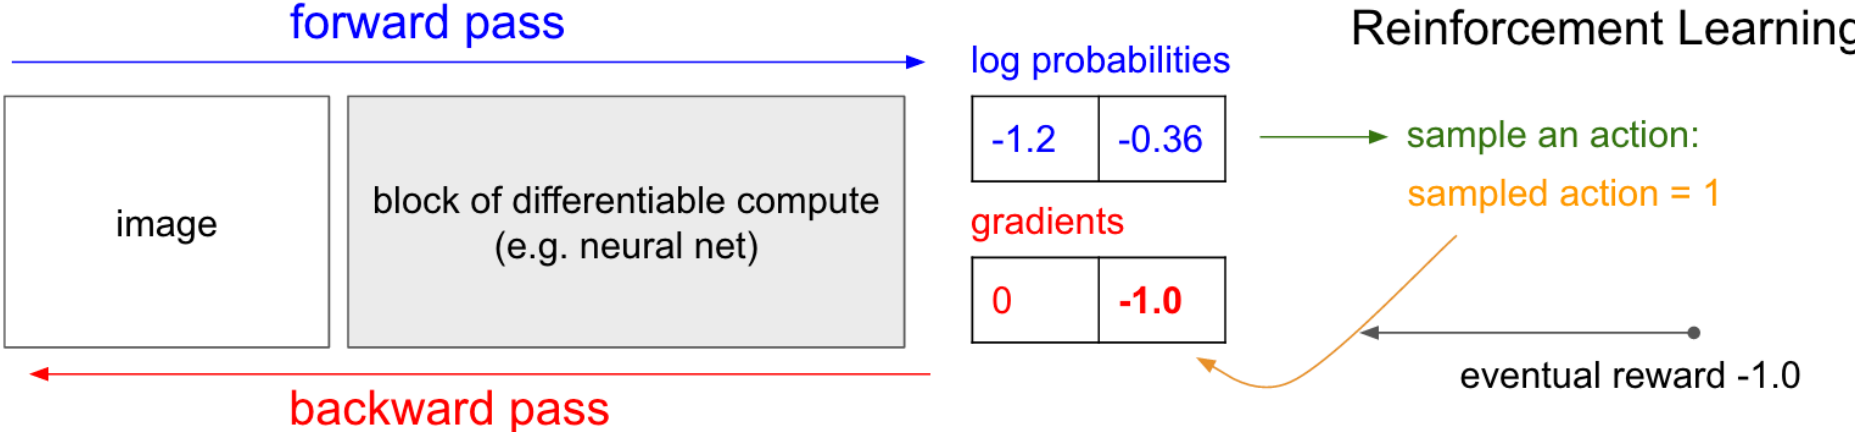 forward pass
Reinforcement Learning
log probabilities
-1.2 -0.36
sample an action:
sampled action = 1
image
block of differentiable compute
(e.g. neural net)
gradients
0 -1.0
eventual reward -1.0
backward pass